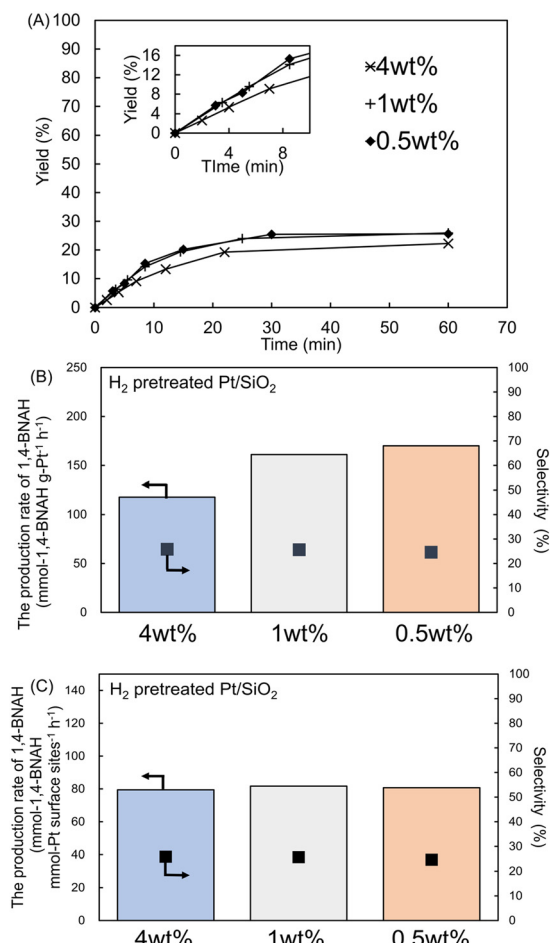 (A)
100
90
80
70
60
50
40
30
20
10
0
Yield (%)
16
12
8
4
0
Yield (%)
0 4 8
TIme (min)
4wt%
1wt%
0.5wt%
0 10 20 30 40 50 60 70
Time (min)
(B)
H₂ pretreated Pt/SiO₂
250
200
150
100
50
0
The production rate of 1,4-BNAH
(mmol-1,4-BNAH g-Pt⁻¹ h⁻¹)
100
90
80
70
60
50
40
30
20
10
0
Selectivity (%)
4wt% 1wt% 0.5wt%
(C)
H₂ pretreated Pt/SiO₂
140
120
100
80
60
40
20
0
The production rate of 1,4-BNAH
(mmol-1,4-BNAH
mmol-Pt surface sites⁻¹ h⁻¹)
100
90
80
70
60
50
40
30
20
10
0
Selectivity (%)
4wt% 1wt% 0.5wt%